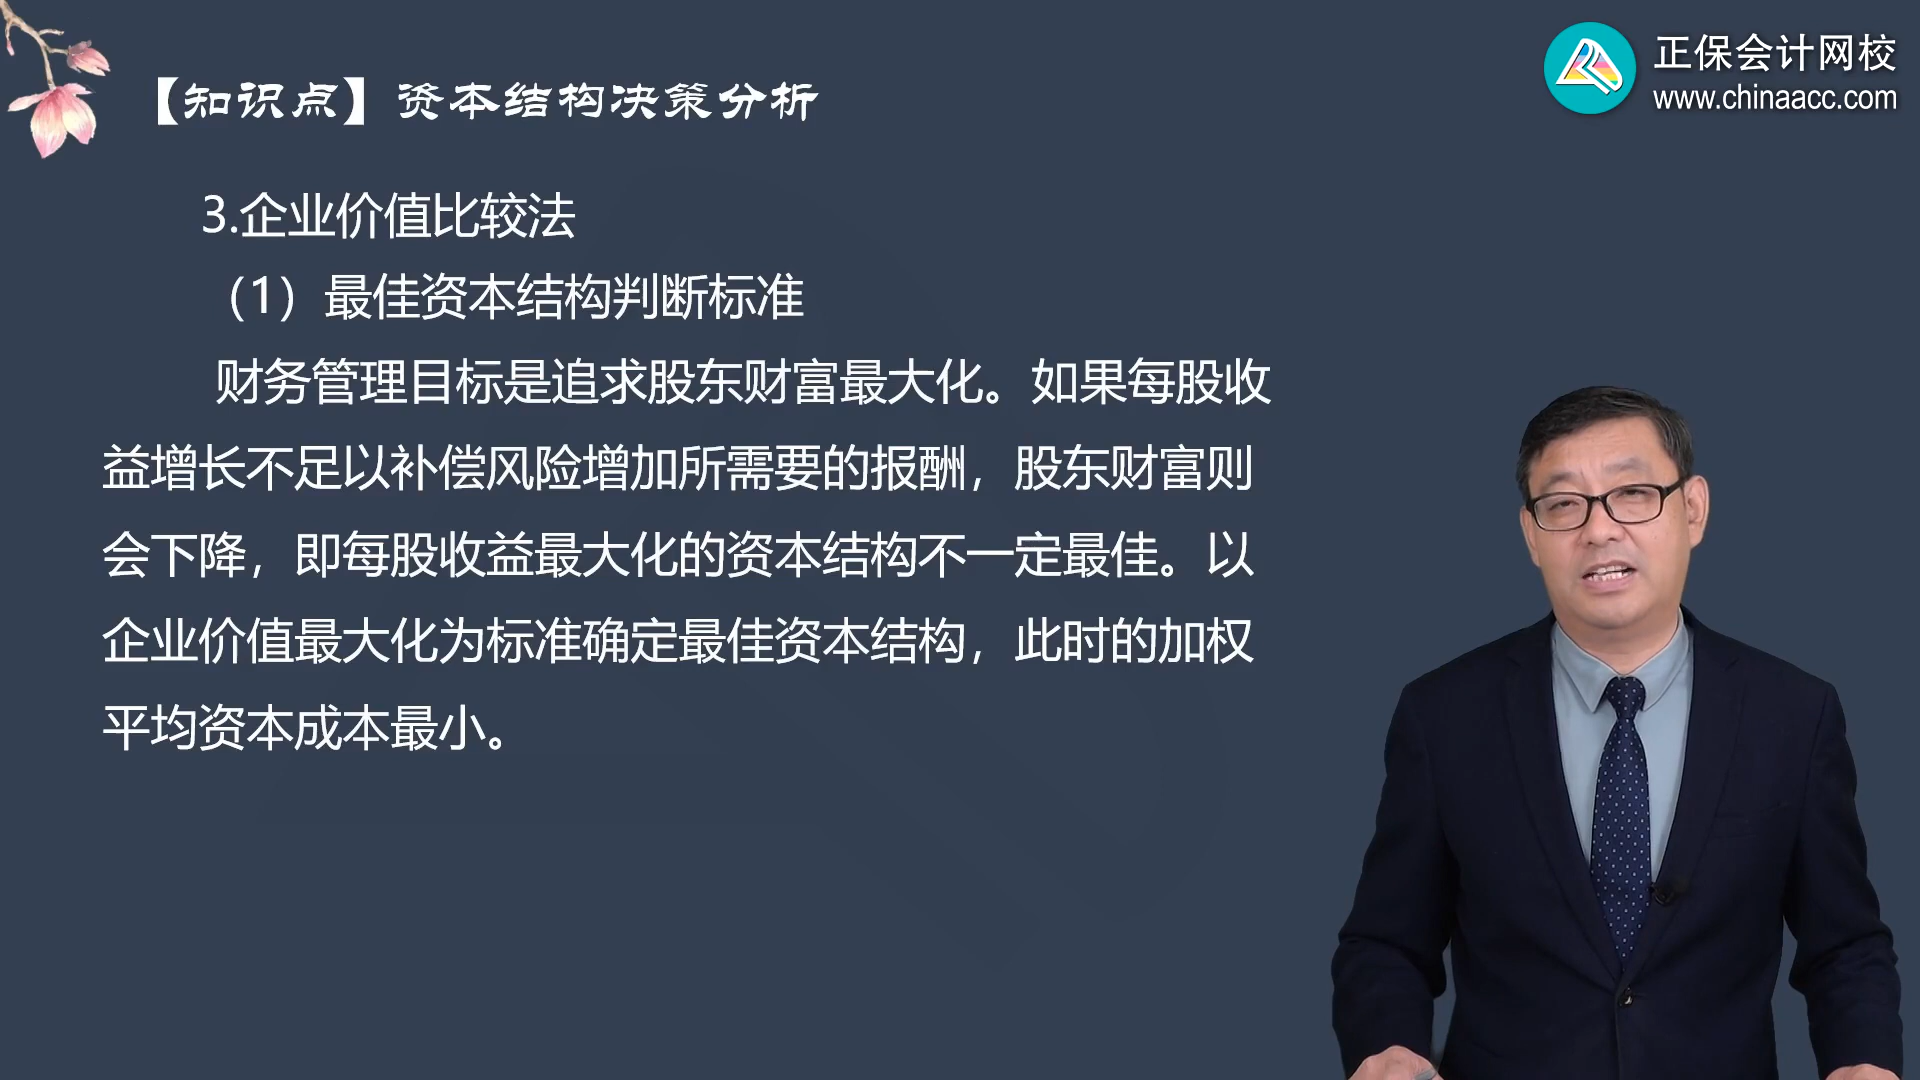 正保会计网校
www.chinaacc.com
【知识点】资本结构决策分析
3.企业价值比较法
（1）最佳资本结构判断标准
财务管理目标是追求股东财富最大化。如果每股收
益增长不足以补偿风险增加所需要的报酬，股东财富则
会下降，即每股收益最大化的资本结构不一定最佳。以
企业价值最大化为标准确定最佳资本结构，此时的加权
平均资本成本最小。